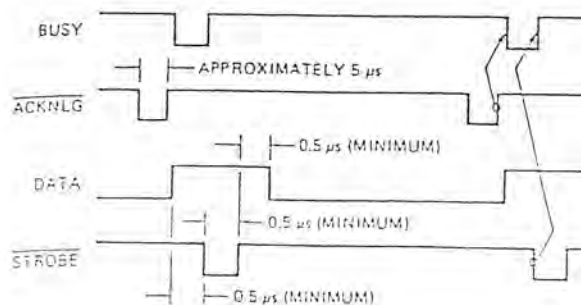 BUSY
APPROXIMATELY 5 µs
ACKNLG
0.5 µs (MINIMUM)
DATA
0.5 µs (MINIMUM)
STROBE
0.5 µs (MINIMUM)